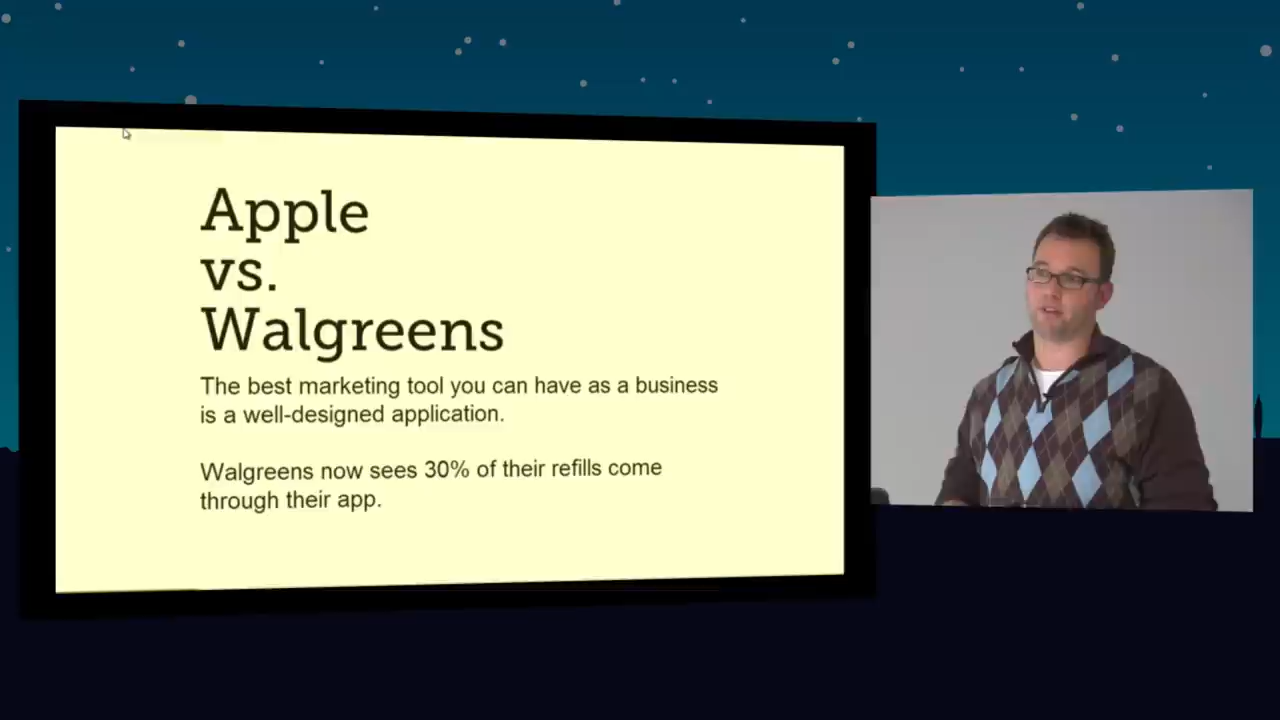 Apple
vs.
Walgreens
The best marketing tool you can have as a business
is a well-designed application.
Walgreens now sees 30% of their refills come
through their app.